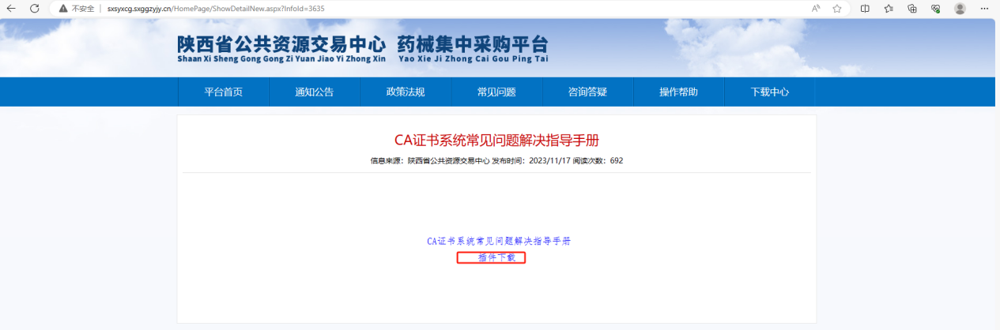 不安全 sxsyxcg.sxggzyjy.cn/HomePage/ShowDetailNew.aspx?InfoId=3635
陕西省公共资源交易中心 药械集中采购平台
Shaan Xi Sheng Gong Gong Zi Yuan Jiao Yi Zhong Xin Yao Xie Ji Zhong Cai Gou Ping Tai
平台首页 通知公告 政策法规 常见问题 咨询答疑 操作帮助 下载中心
CA证书系统常见问题解决指导手册
信息来源：陕西省公共资源交易中心 发布时间：2023/11/17 阅读次数：692
CA证书系统常见问题解决指导手册
插件下载